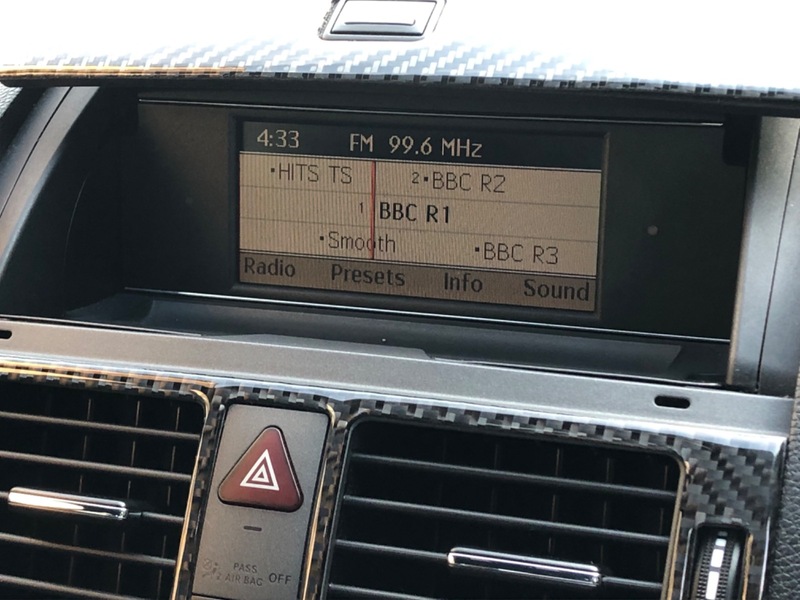 4:33 FM 99.6 MHz
•HITS TS 2•BBC R2
1 BBC R1
•Smooth •BBC R3
Radio Presets Info Sound
PASS
AIR BAG OFF